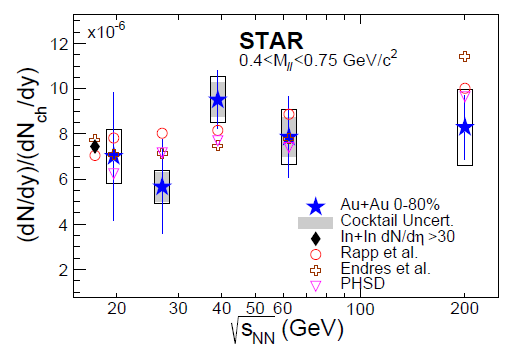 ×10⁻⁶
STAR
0.4<M_ll<0.75 GeV/c²
12
10
8
6
4
2
(dN/dy)/(dN_ch/dy)
Au+Au 0-80%
Cocktail Uncert.
In+In dN/dη >30
Rapp et al.
Endres et al.
PHSD
20 30 40 50 60 100 200
√s_NN (GeV)